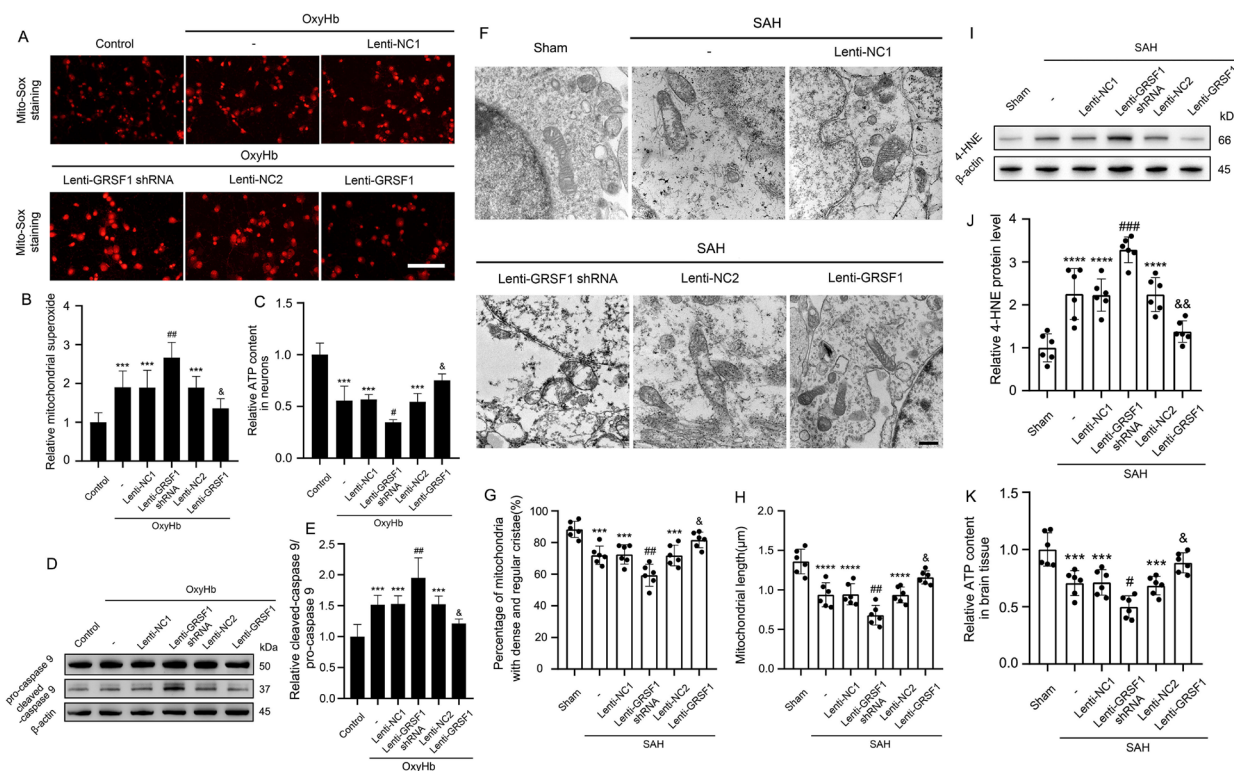 A
OxyHb
Control
-
Lenti-NC1
Mito-Sox
staining
OxyHb
Lenti-GRSF1 shRNA
Lenti-NC2
Lenti-GRSF1
Mito-Sox
staining
B
Relative mitochondrial superoxide
4
3
2
1
0
***
***
##
***
&
Control
-
Lenti-NC1
Lenti-GRSF1
shRNA
Lenti-NC2
Lenti-GRSF1
OxyHb
C
Relative ATP content
in neurons
1.5
1.0
0.5
0.0
***
***
#
***
&
Control
-
Lenti-NC1
Lenti-GRSF1
shRNA
Lenti-NC2
Lenti-GRSF1
OxyHb
D
OxyHb
Control
-
Lenti-NC1
Lenti-GRSF1
shRNA
Lenti-NC2
Lenti-GRSF1
kDa
pro-caspase 9
50
cleaved
-caspase 9
37
β-actin
45
E
Relative cleaved-caspase 9/
pro-caspase 9
2.5
2.0
1.5
1.0
0.5
0.0
***
***
##
***
&
Control
-
Lenti-NC1
Lenti-GRSF1
shRNA
Lenti-NC2
Lenti-GRSF1
OxyHb
F
SAH
Sham
-
Lenti-NC1
SAH
Lenti-GRSF1 shRNA
Lenti-NC2
Lenti-GRSF1
G
Percentage of mitochondria
with dense and regular cristae(%)
100
80
60
40
20
0
***
***
##
***
&
Sham
-
Lenti-NC1
Lenti-GRSF1
shRNA
Lenti-NC2
Lenti-GRSF1
SAH
H
Mitochondrial length(μm)
2.0
1.5
1.0
0.5
0.0
****
****
##
****
&
Sham
-
Lenti-NC1
Lenti-GRSF1
shRNA
Lenti-NC2
Lenti-GRSF1
SAH
I
SAH
Sham
-
Lenti-NC1
Lenti-GRSF1
shRNA
Lenti-NC2
Lenti-GRSF1
kD
4-HNE
66
β-actin
45
J
Relative 4-HNE protein level
4
3
2
1
0
****
****
###
****
&&
Sham
-
Lenti-NC1
Lenti-GRSF1
shRNA
Lenti-NC2
Lenti-GRSF1
SAH
K
Relative ATP content
in brain tissue
1.5
1.0
0.5
0.0
***
***
#
***
&
Sham
-
Lenti-NC1
Lenti-GRSF1
shRNA
Lenti-NC2
Lenti-GRSF1
SAH